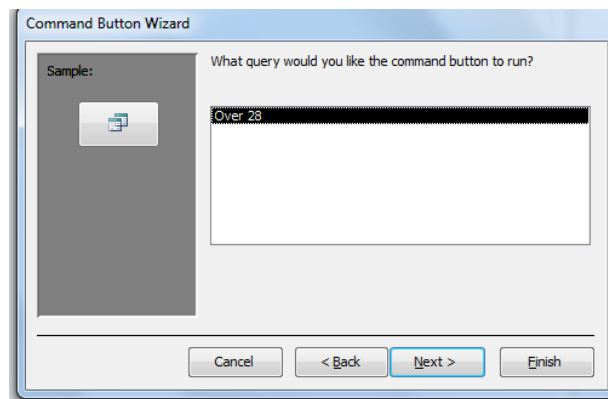 Command Button Wizard
Sample:
What query would you like the command button to run?
Over 28
Cancel
< Back
Next >
Finish